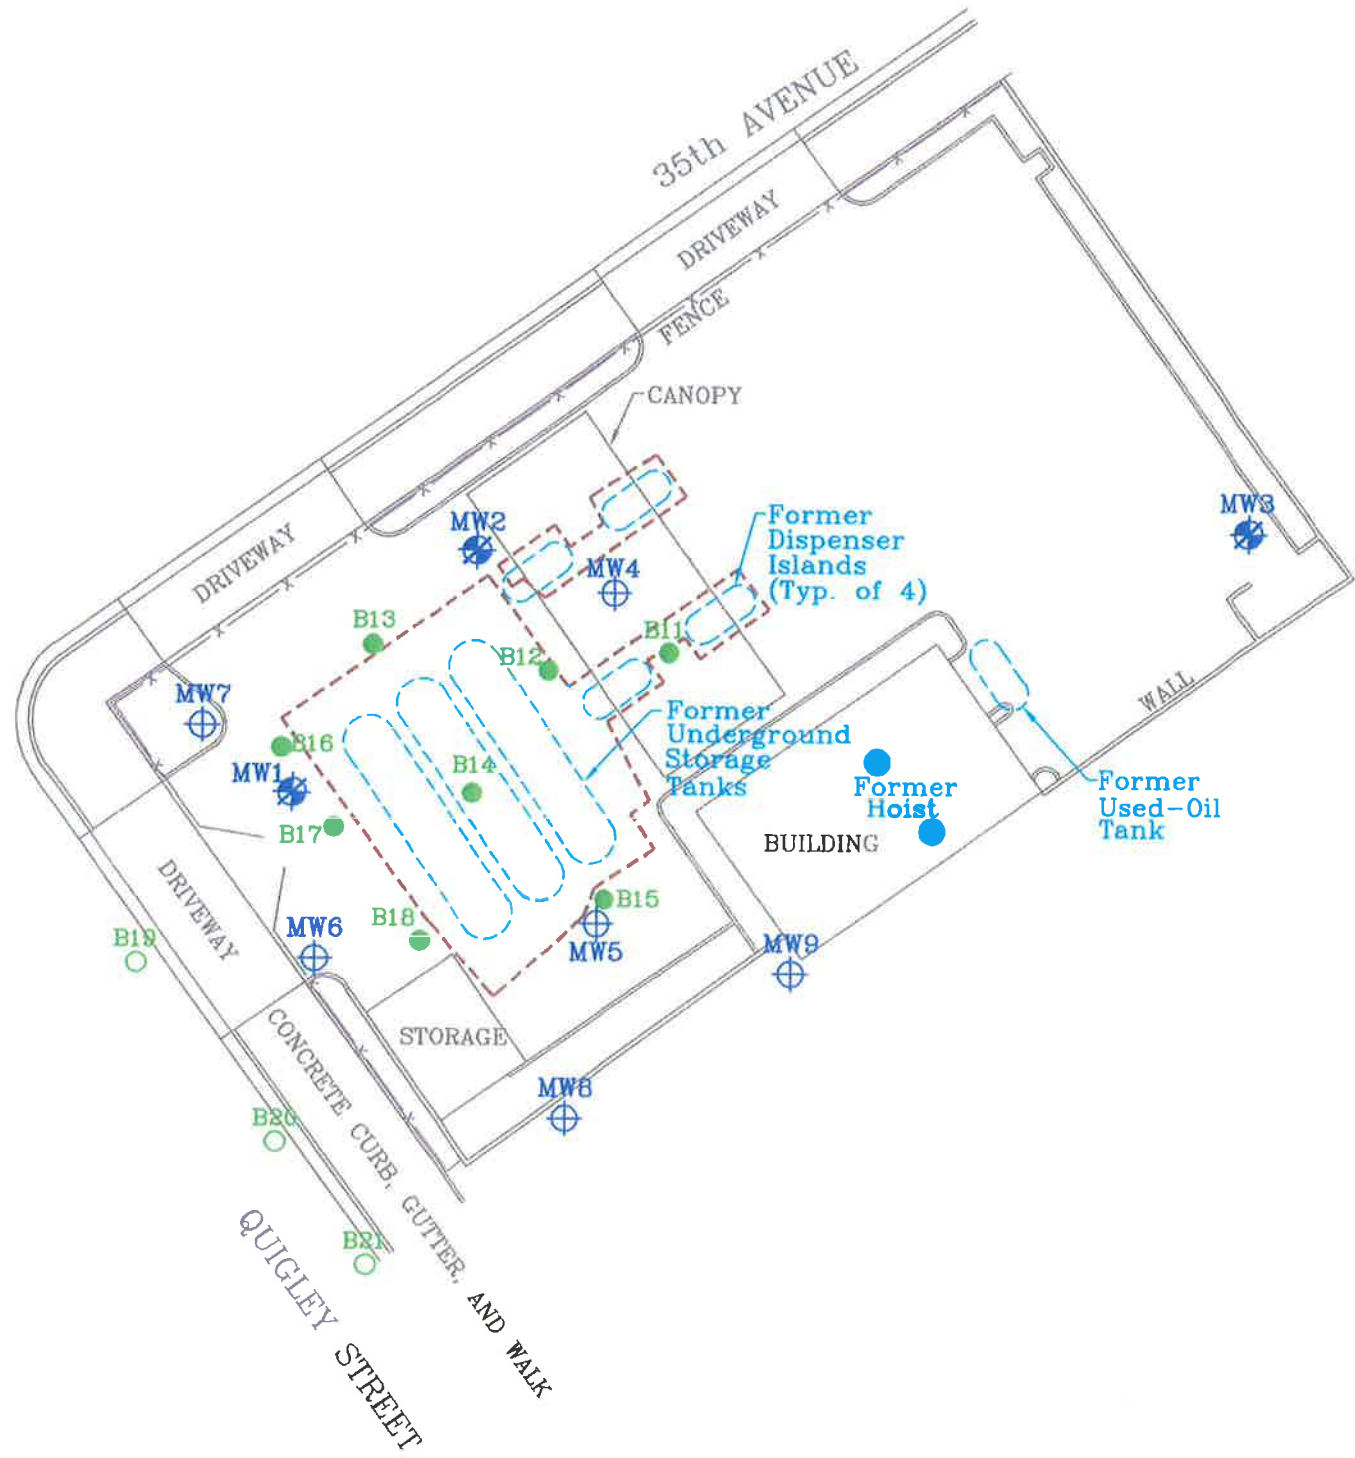 35th AVENUE
DRIVEWAY
FENCE
CANOPY
MW2
MW3
Former
Dispenser
Islands
(Typ. of 4)
DRIVEWAY
MW4
B13
B11
B12
MW7
WALL
Former
Underground
Storage
Tanks
B16
B14
MW1
Former
Hoist
Former
Used-Oil
Tank
B17
BUILDING
DRIVEWAY
B15
B18
MW6
MW5
B19
MW9
STORAGE
CONCRETE CURB, GUTTER, AND WALK
MW8
B20
B21
QUIGLEY STREET